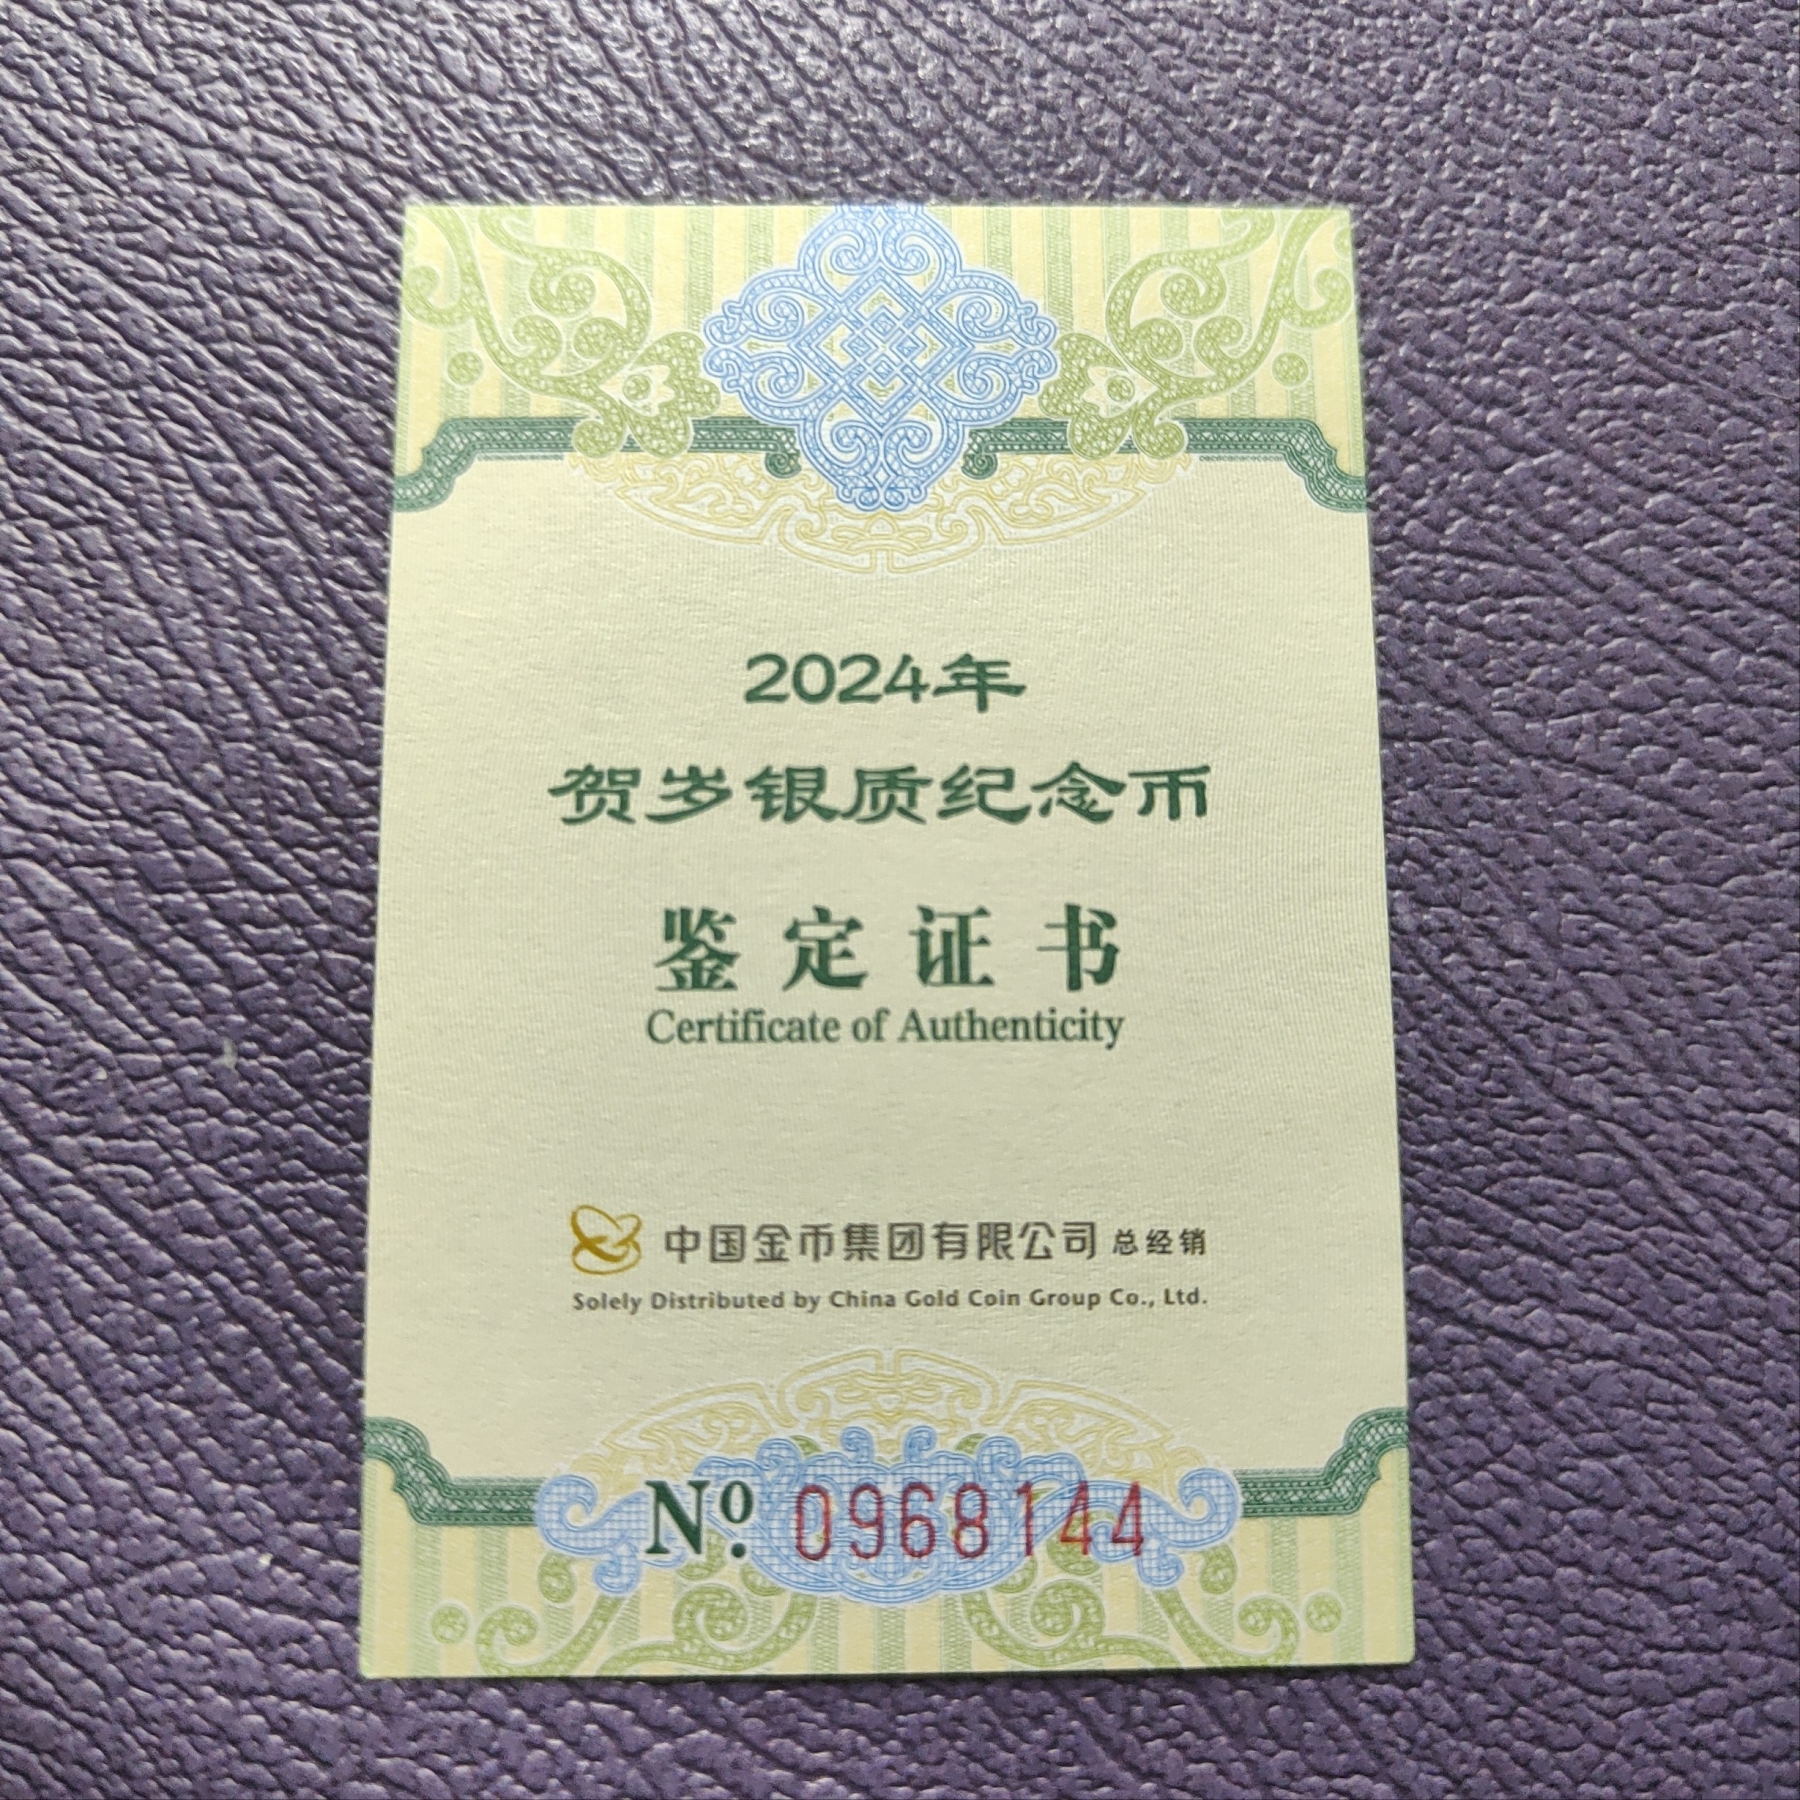 2024年
贺岁银质纪念币
鉴定证书
Certificate of Authenticity
中国金币集团有限公司 总经销
Solely Distributed by China Gold Coin Group Co., Ltd.
Nº. 0968144